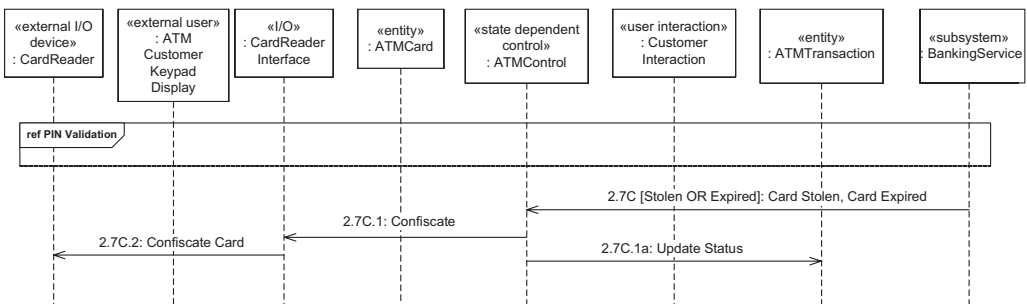 «external I/O
device»
: CardReader
«external user»
: ATM
Customer
Keypad
Display
«I/O»
: CardReader
Interface
«entity»
: ATMCard
«state dependent
control»
: ATMControl
«user interaction»
: Customer
Interaction
«entity»
: ATMTransaction
«subsystem»
: BankingService
ref PIN Validation
2.7C [Stolen OR Expired]: Card Stolen, Card Expired
2.7C.1: Confiscate
2.7C.2: Confiscate Card
2.7C.1a: Update Status